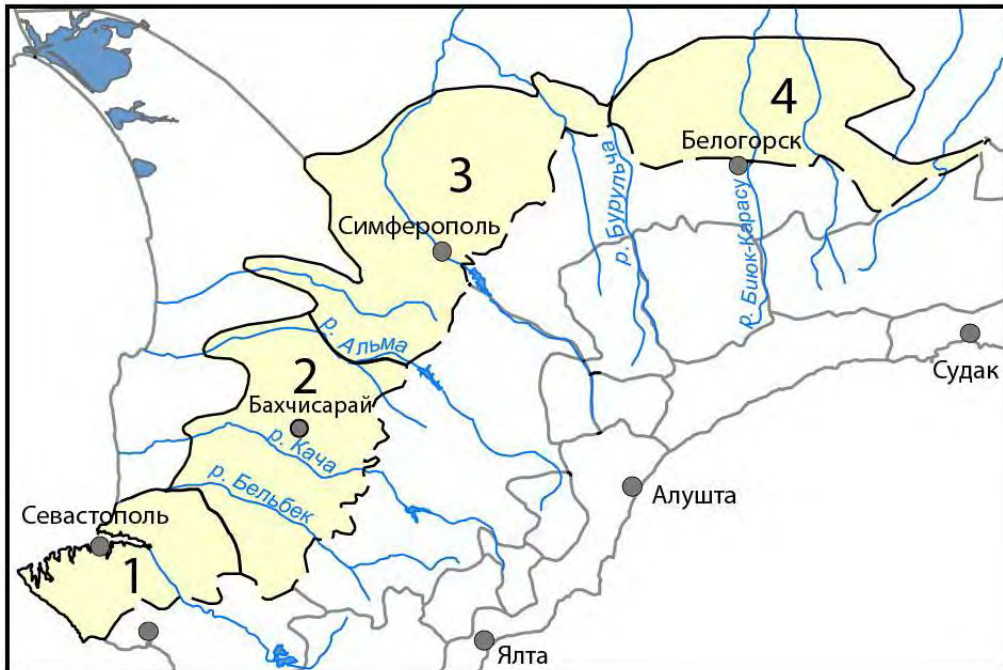 4
Белогорск
3
Симферополь
р. Бурульча
р. Биюк-Карасу
р. Альма
Судак
2
Бахчисарай
р. Кача
р. Бельбек
Алушта
Севастополь
1
Ялта